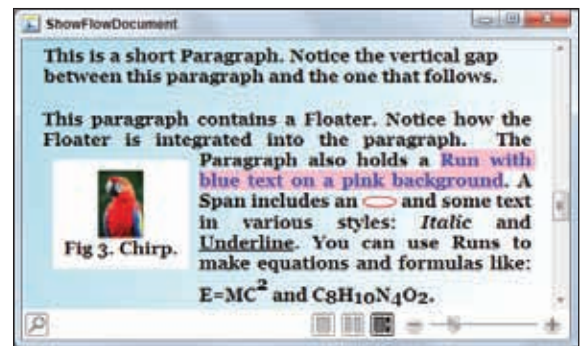 ShowFlowDocument
This is a short Paragraph. Notice the vertical gap
between this paragraph and the one that follows.
This paragraph contains a Floater. Notice how the
Floater is integrated into the paragraph. The
Paragraph also holds a Run with
blue text on a pink background. A
Span includes an and some text
in various styles: Italic and
Underline. You can use Runs to
make equations and formulas like:
E=MC² and C8H10N4O2.
Fig 3. Chirp.